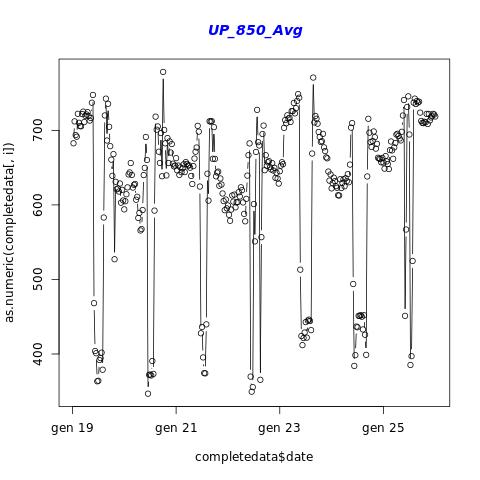 UP_850_Avg
as.numeric(completedata[, i])
700
600
500
400
gen 19
gen 21
gen 23
gen 25
completedata$date